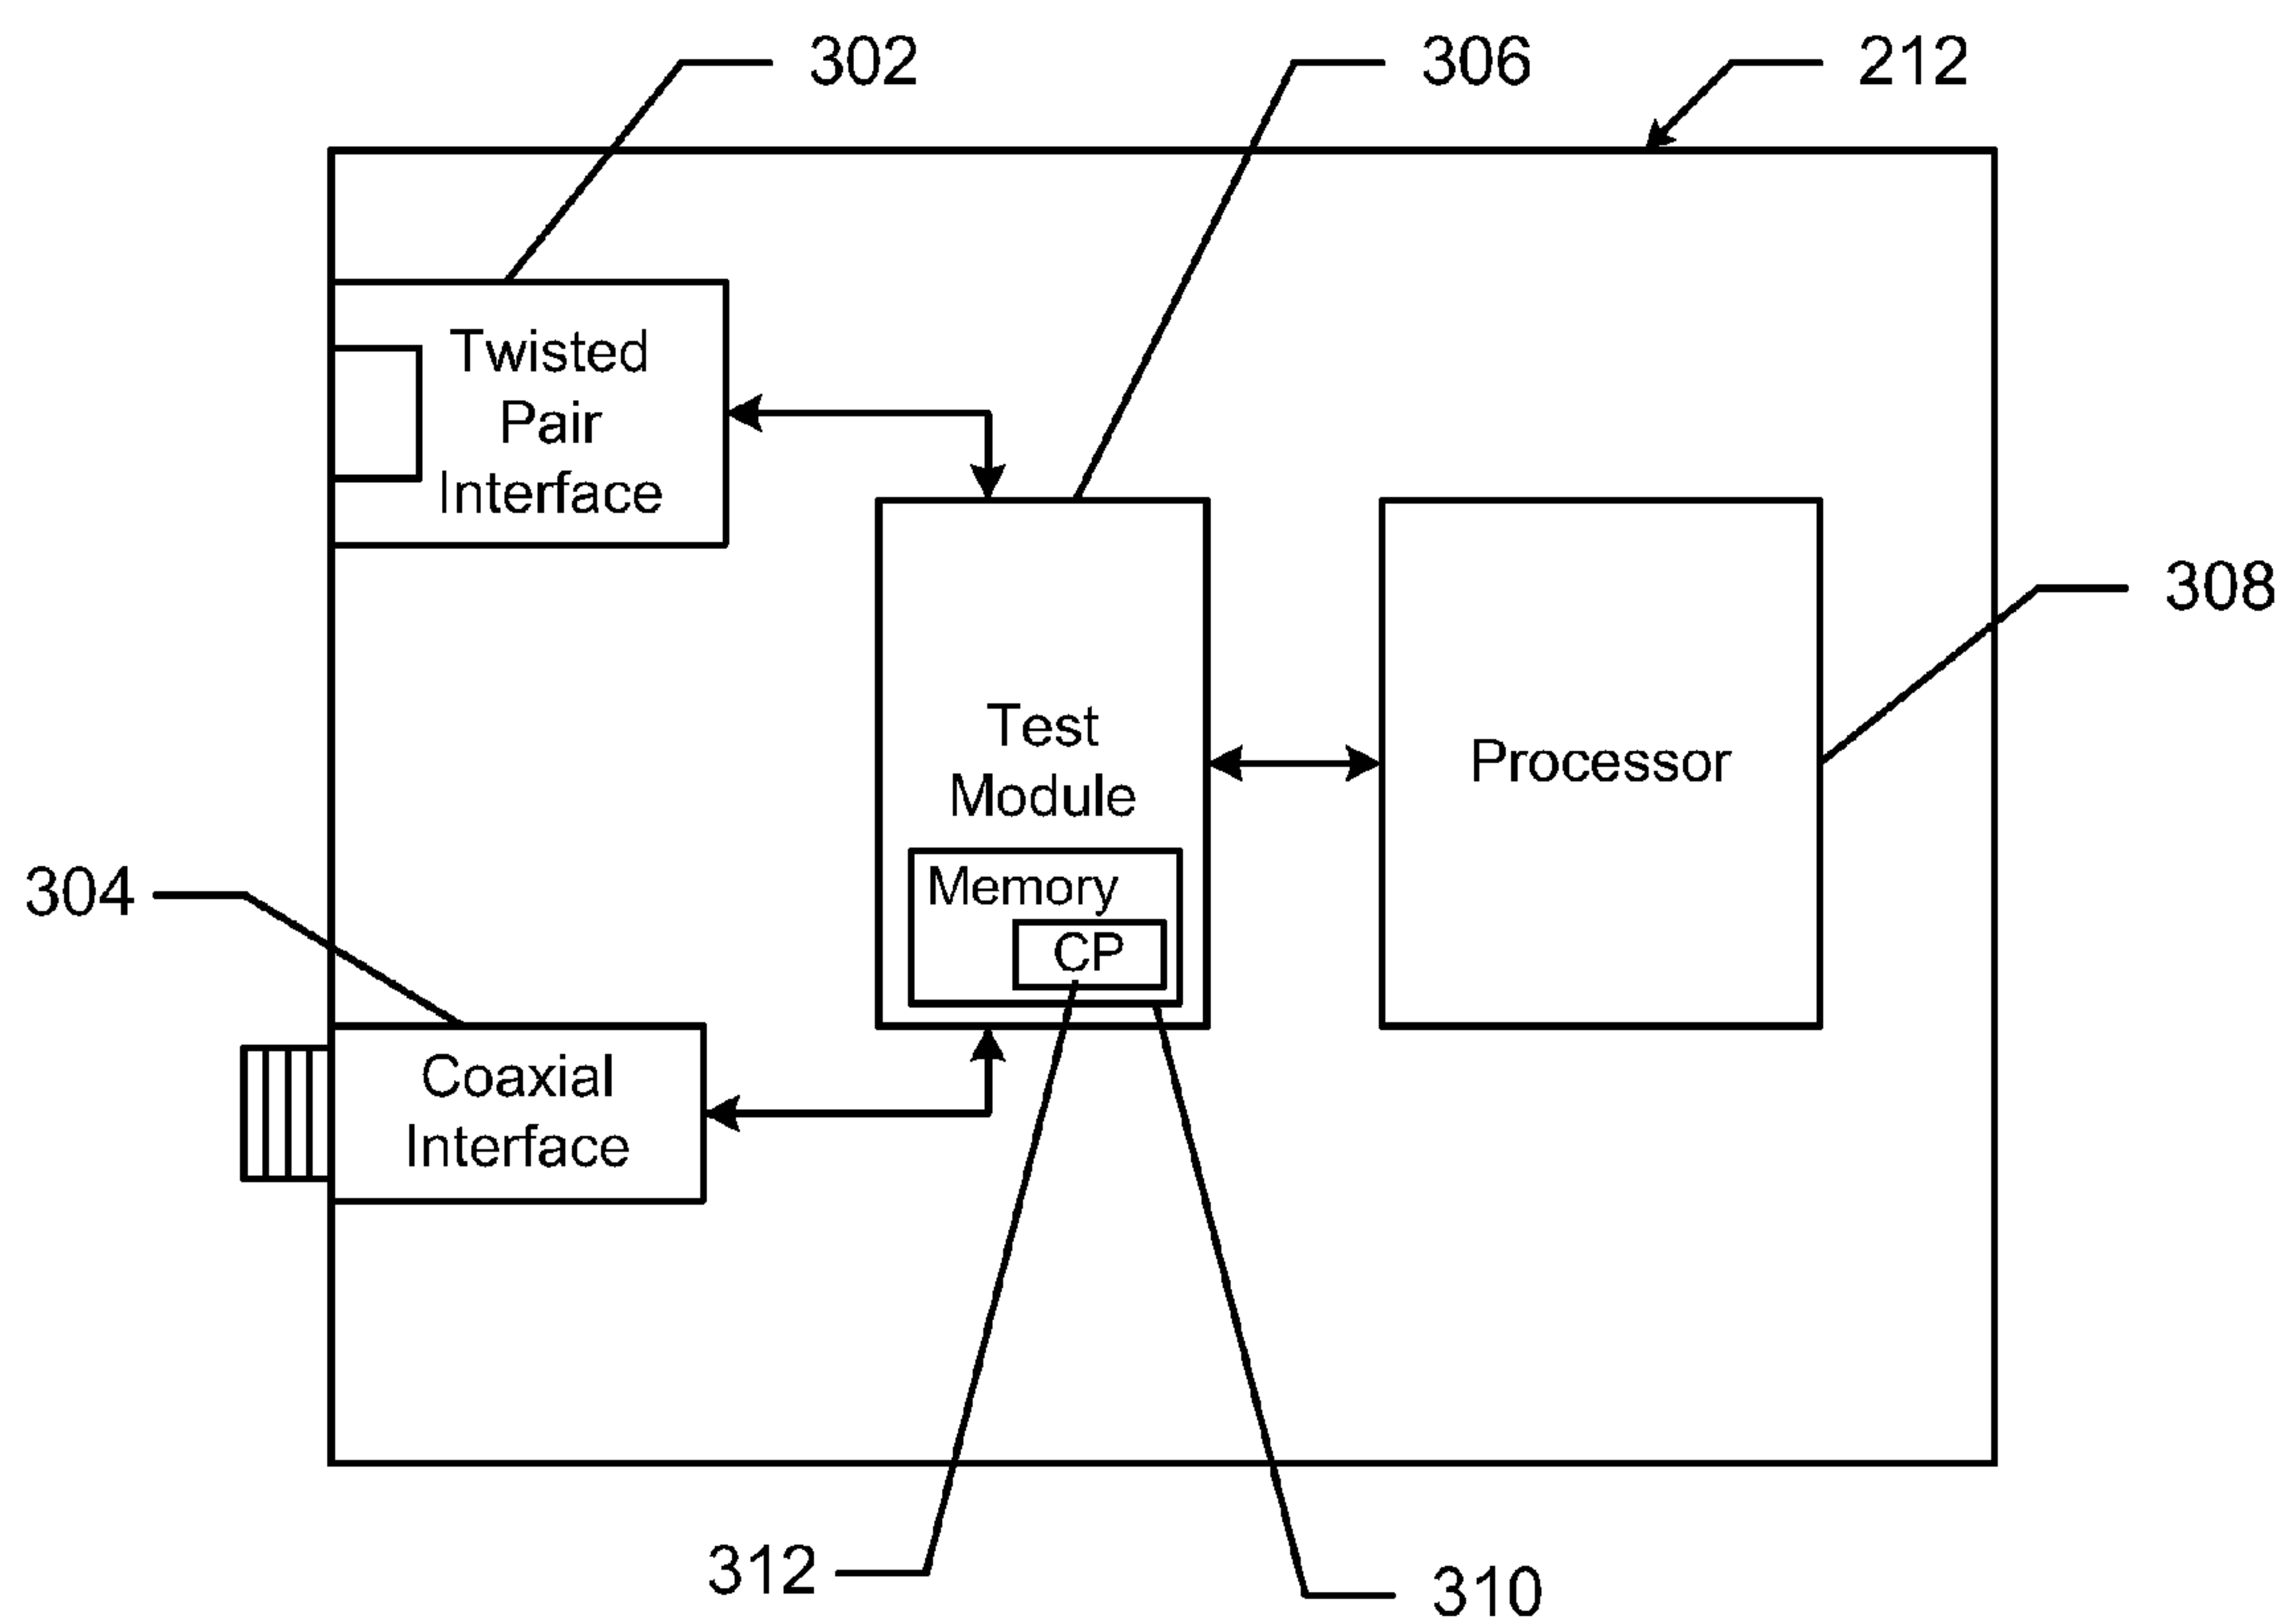 302
306
212
Twisted
Pair
Interface
308
Test
Module
Processor
Memory
CP
304
Coaxial
Interface
312
310